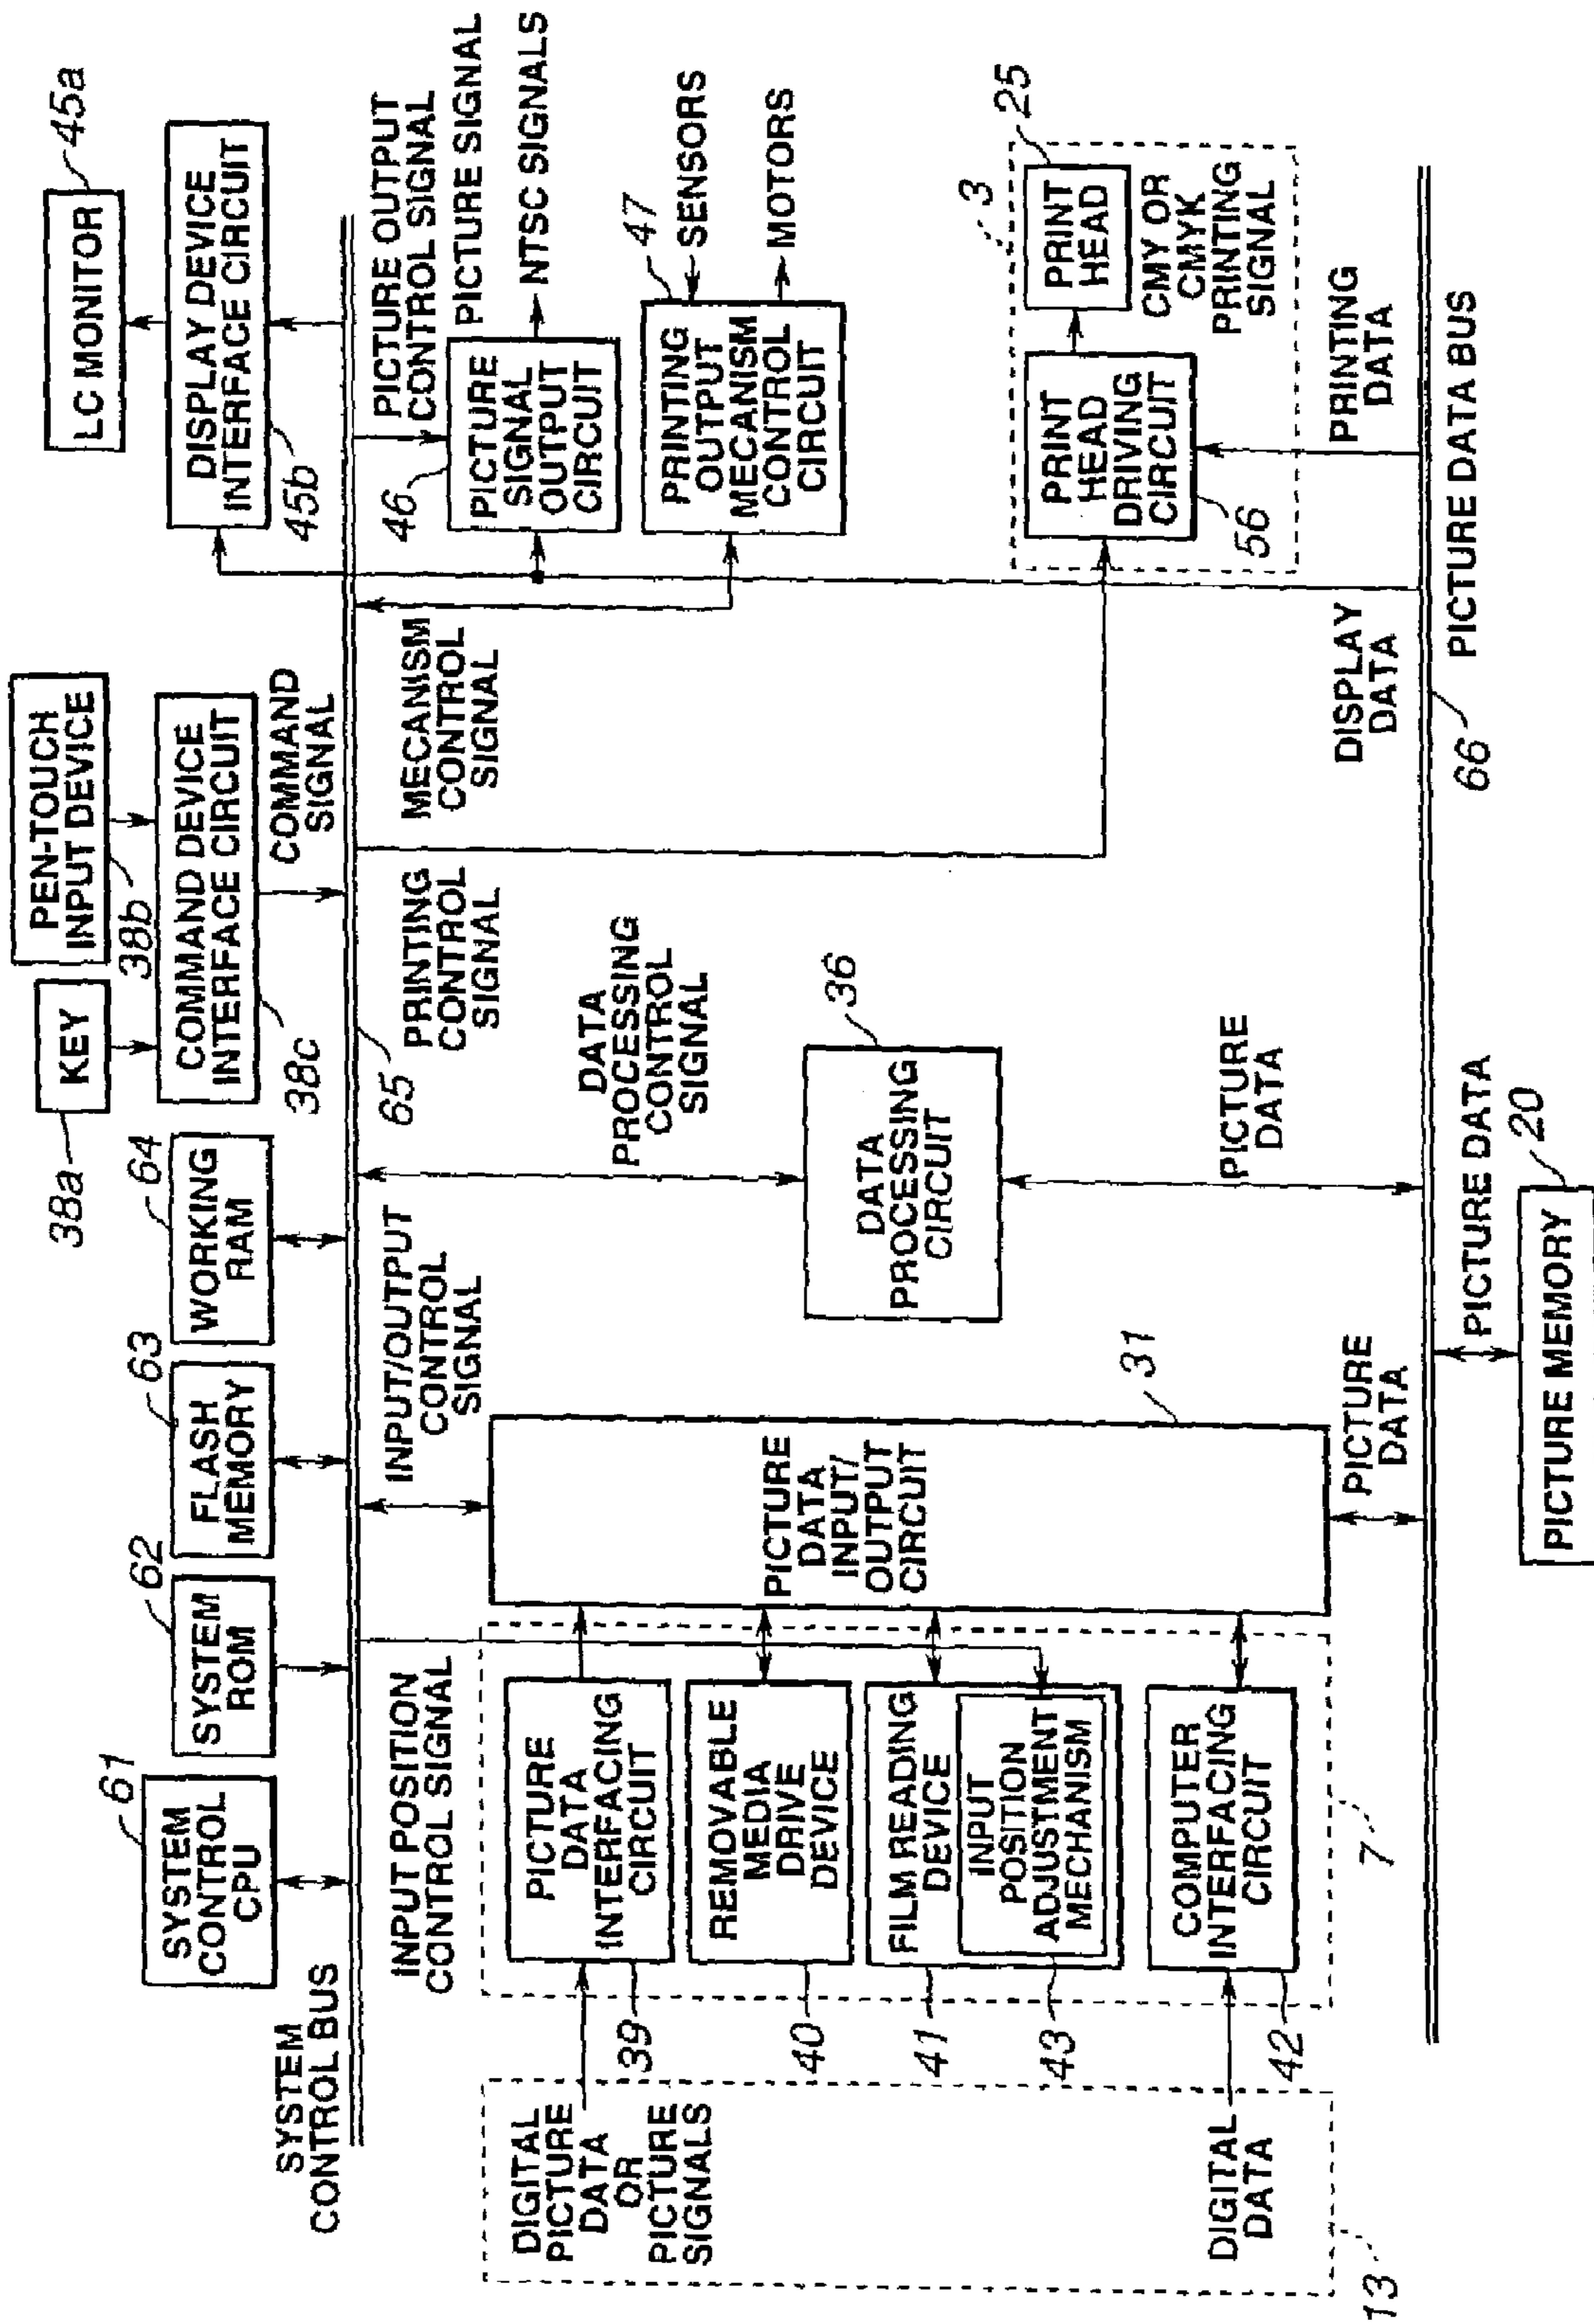 61
SYSTEM
CONTROL
CPU
62
SYSTEM
ROM
63
FLASH
MEMORY
64
WORKING
RAM
38a
KEY
PEN-TOUCH
INPUT DEVICE
38b
COMMAND DEVICE
INTERFACE CIRCUIT
38c
COMMAND
SIGNAL
LC MONITOR
45a
DISPLAY DEVICE
INTERFACE CIRCUIT
45b
SYSTEM
CONTROL BUS
65
INPUT POSITION
CONTROL SIGNAL
INPUT/OUTPUT
CONTROL
SIGNAL
DATA
PROCESSING
CONTROL
SIGNAL
PRINTING
CONTROL
SIGNAL
MECANISM
CONTROL
SIGNAL
PICTURE OUTPUT
CONTROL SIGNAL
46
PICTURE
SIGNAL
OUTPUT
CIRCUIT
PICTURE SIGNAL
NTSC SIGNALS
47
PRINTING
OUTPUT
MECANISM
CONTROL
CIRCUIT
SENSORS
MOTORS
DIGITAL
PICTURE
DATA
OR
PICTURE
SIGNALS
DIGITAL
DATA
13
PICTURE
DATA
INTERFACING
CIRCUIT
39
REMOVABLE
MEDIA
DRIVE
DEVICE
40
FILM READING
DEVICE
41
INPUT
POSITION
ADJUSTMENT
MECHANISM
43
COMPUTER
INTERFACING
CIRCUIT
42
7
PICTURE
DATA
INPUT/
OUTPUT
CIRCUIT
31
PICTURE
DATA
DATA
PROCESSING
CIRCUIT
36
PICTURE
DATA
3
PRINT
HEAD
DRIVING
CIRCUIT
56
PRINT
HEAD
25
CMY OR
CMYK
PRINTING
SIGNAL
DISPLAY
DATA
PRINTING
DATA
66
PICTURE DATA BUS
PICTURE DATA
PICTURE MEMORY
20